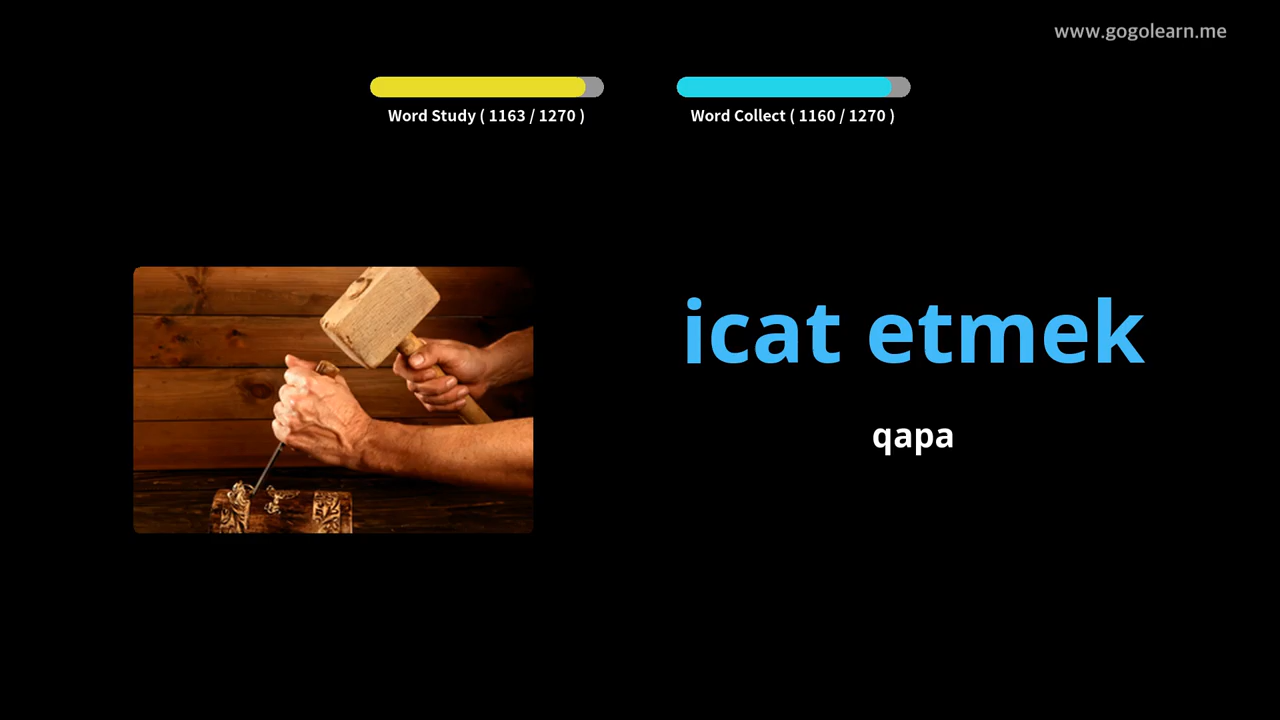 www.gogolearn.me
Word Study ( 1163 / 1270 )
Word Collect ( 1160 / 1270 )
icat etmek
qapa